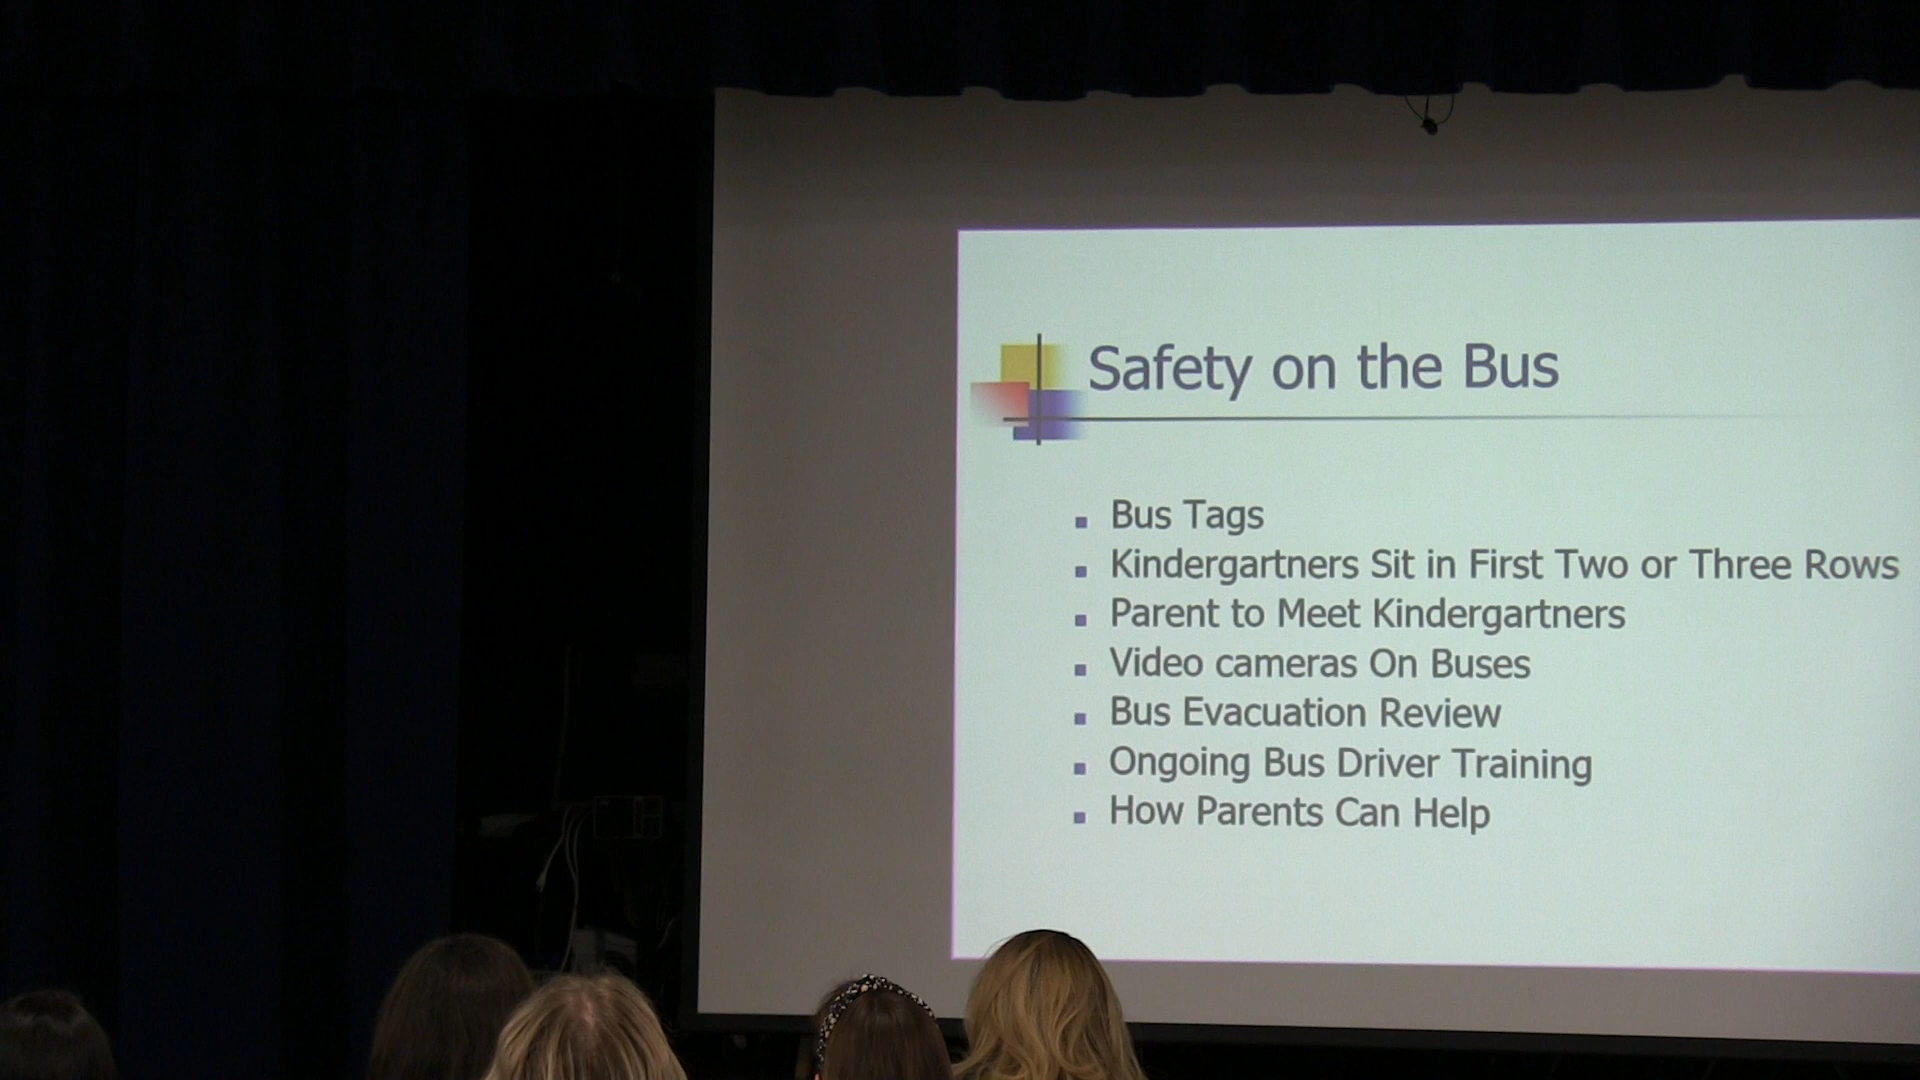 Safety on the Bus
Bus Tags
Kindergartners Sit in First Two or Three Rows
Parent to Meet Kindergartners
Video cameras On Buses
Bus Evacuation Review
Ongoing Bus Driver Training
How Parents Can Help